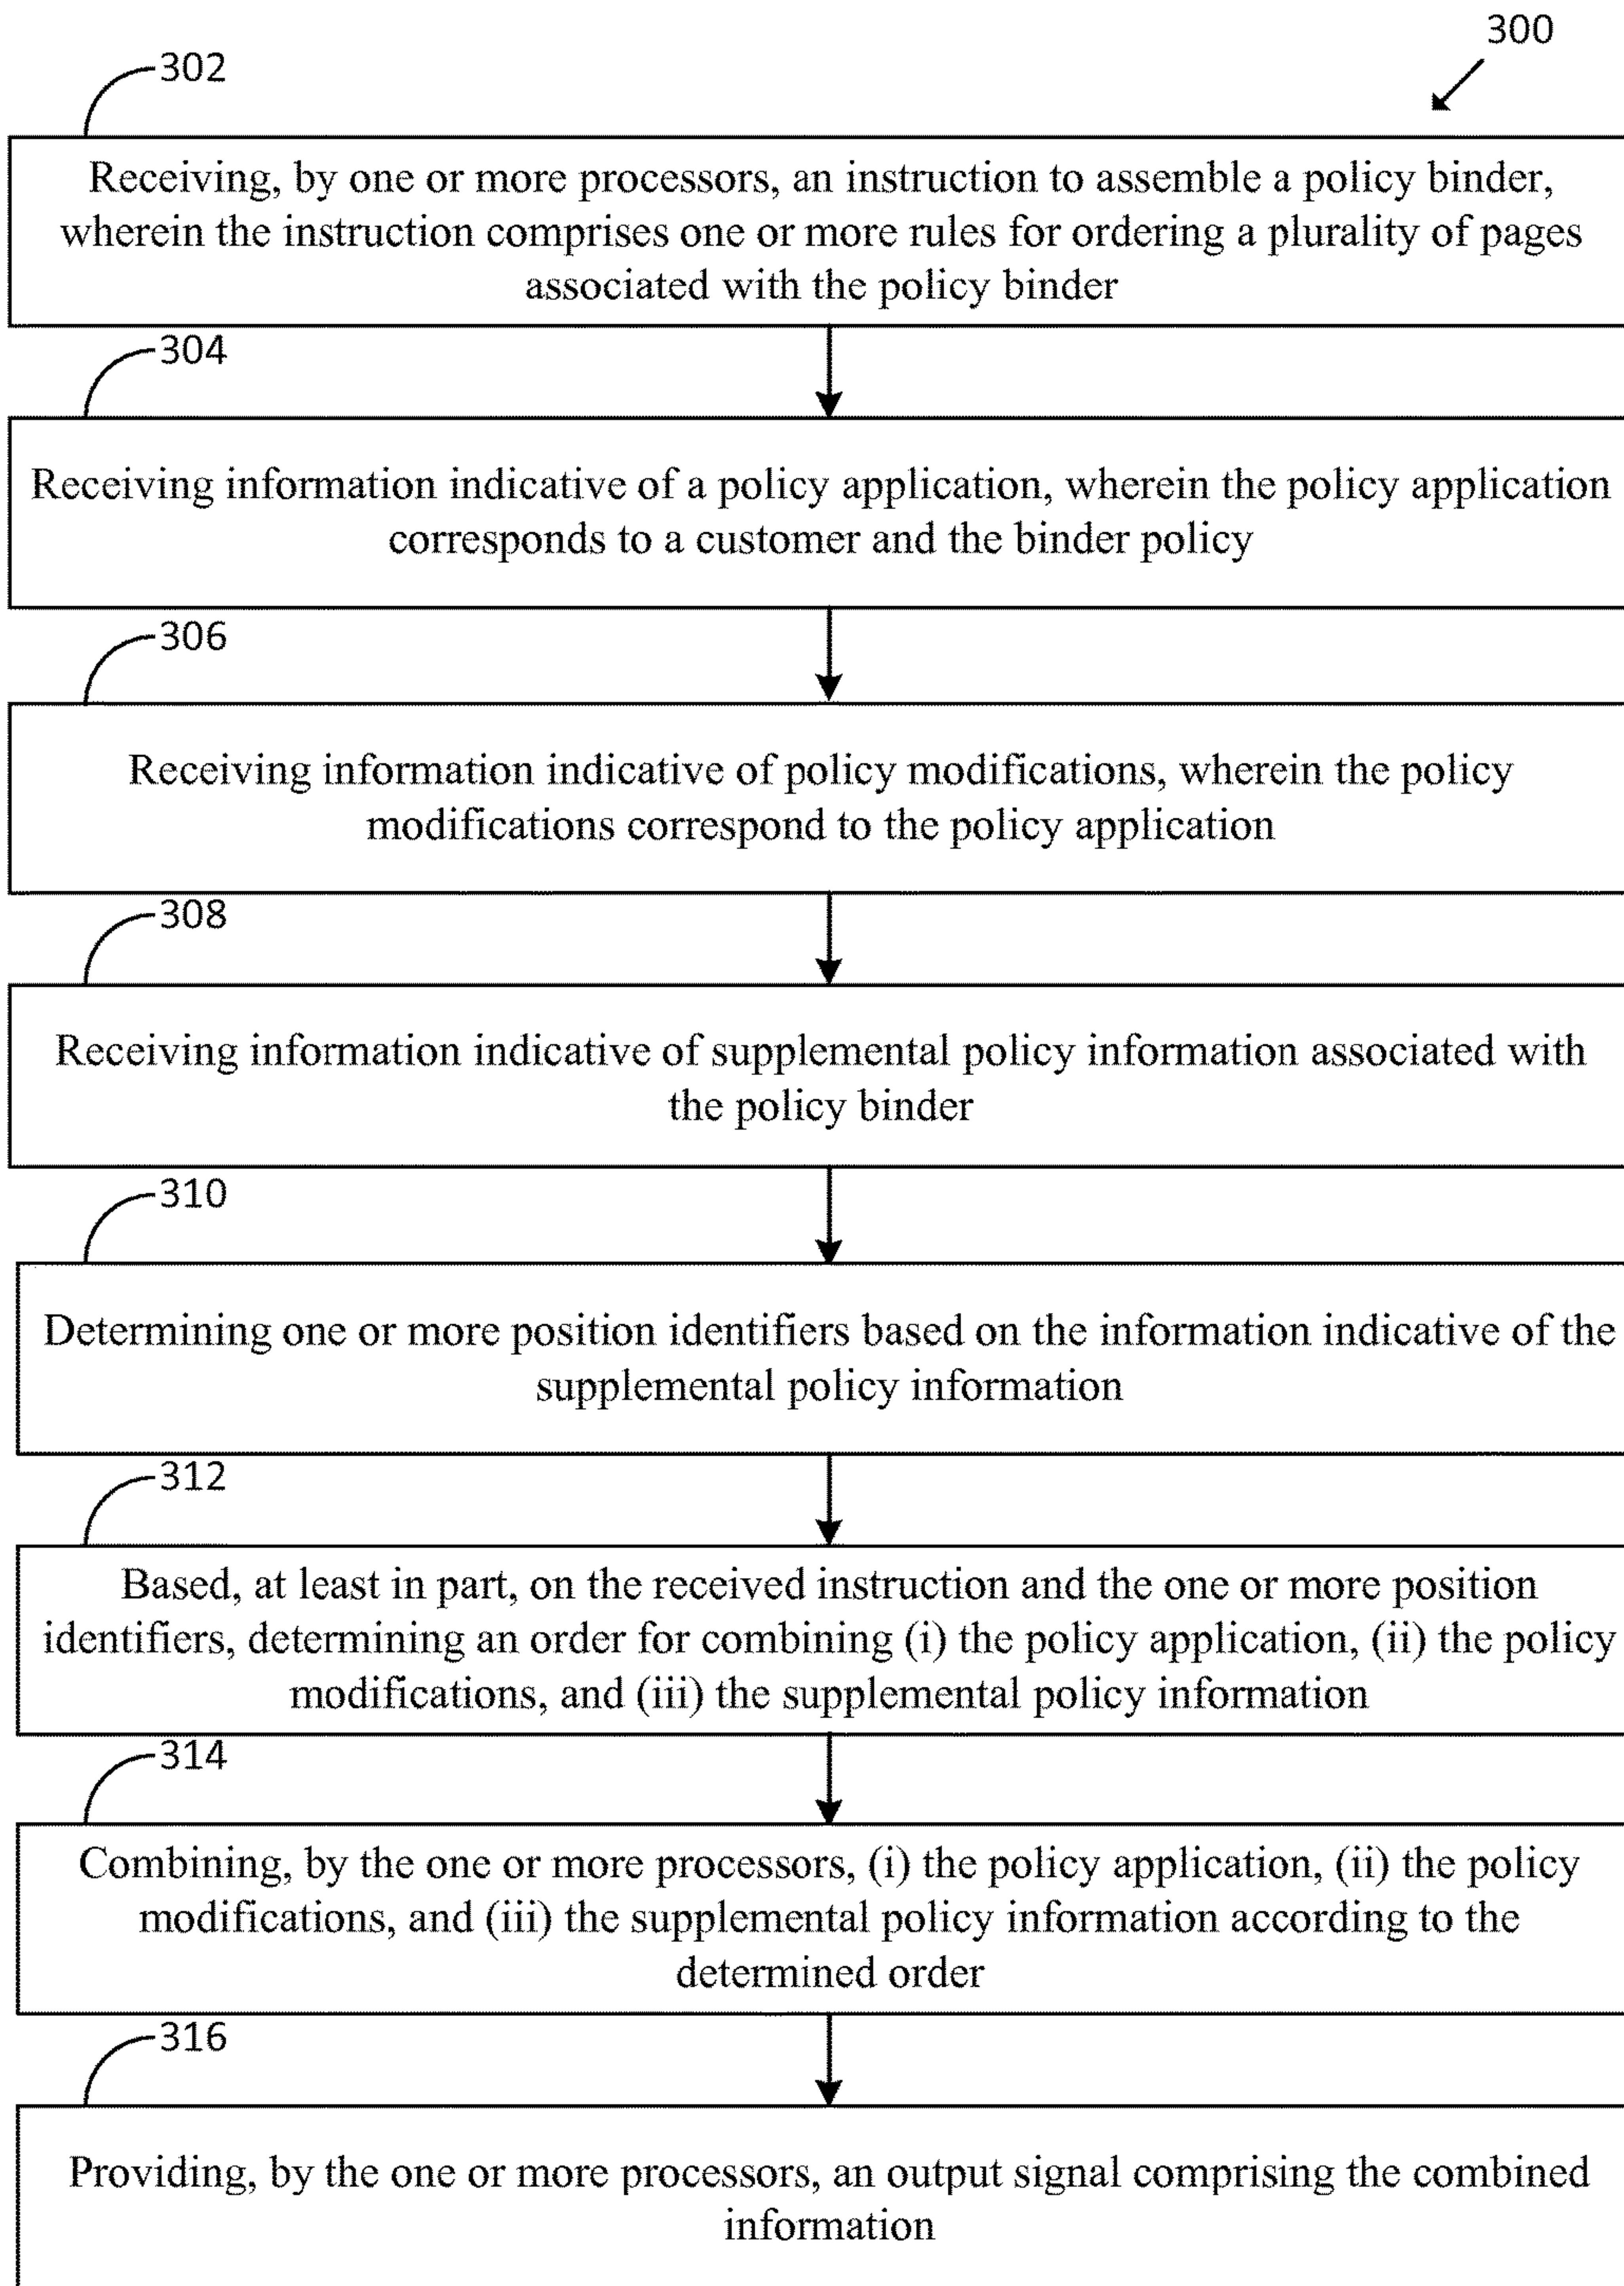 300
302
Receiving, by one or more processors, an instruction to assemble a policy binder,
wherein the instruction comprises one or more rules for ordering a plurality of pages
associated with the policy binder
304
Receiving information indicative of a policy application, wherein the policy application
corresponds to a customer and the binder policy
306
Receiving information indicative of policy modifications, wherein the policy
modifications correspond to the policy application
308
Receiving information indicative of supplemental policy information associated with
the policy binder
310
Determining one or more position identifiers based on the information indicative of the
supplemental policy information
312
Based, at least in part, on the received instruction and the one or more position
identifiers, determining an order for combining (i) the policy application, (ii) the policy
modifications, and (iii) the supplemental policy information
314
Combining, by the one or more processors, (i) the policy application, (ii) the policy
modifications, and (iii) the supplemental policy information according to the
determined order
316
Providing, by the one or more processors, an output signal comprising the combined
information